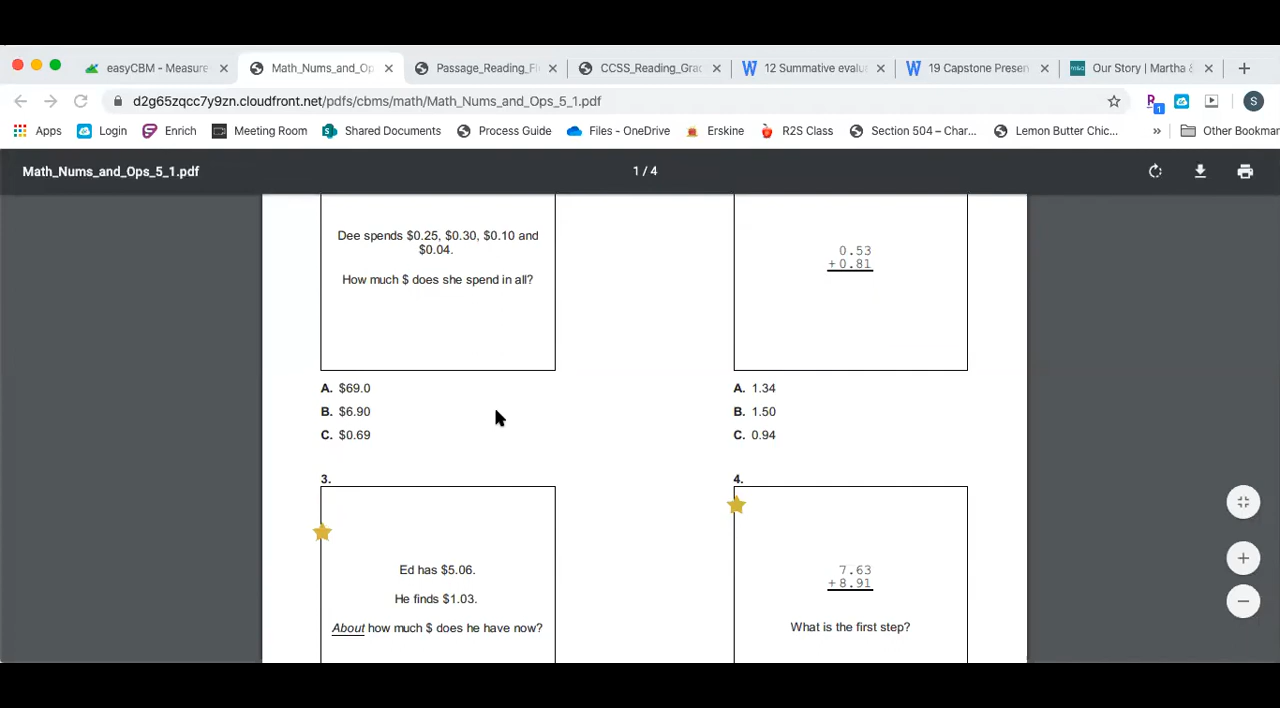 easyCBM - Measure
Math_Nums_and_Op
Passage_Reading_Fl
CCSS_Reading_Grad
12 Summative evalu
19 Capstone Presen
Our Story | Martha &
d2g65zqcc7y9zn.cloudfront.net/pdfs/cbms/math/Math_Nums_and_Ops_5_1.pdf
R 1
S
Apps
Login
Enrich
Meeting Room
Shared Documents
Process Guide
Files - OneDrive
Erskine
R2S Class
Section 504 – Char...
Lemon Butter Chic...
»
Other Bookmar
Math_Nums_and_Ops_5_1.pdf
1 / 4
Dee spends $0.25, $0.30, $0.10 and
$0.04.
How much $ does she spend in all?
A. $69.0
B. $6.90
C. $0.69
0.53
+0.81
A. 1.34
B. 1.50
C. 0.94
3.
Ed has $5.06.
He finds $1.03.
About how much $ does he have now?
4.
7.63
+8.91
What is the first step?